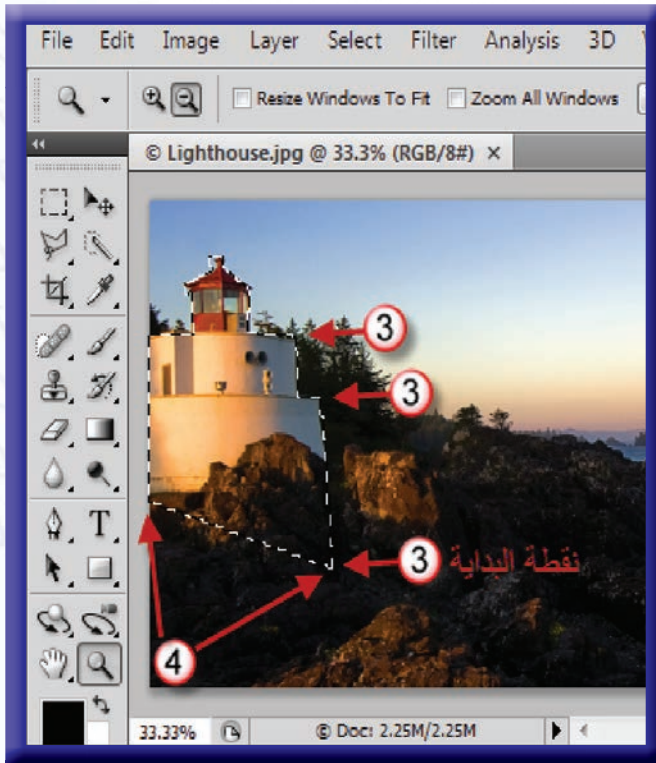 File Edit Image Layer Select Filter Analysis 3D
Resize Windows To Fit Zoom All Windows
© Lighthouse.jpg @ 33.3% (RGB/8#) ×
3
3
3 نقطة البداية
4
T
33.33% © Doc: 2.25M/2.25M